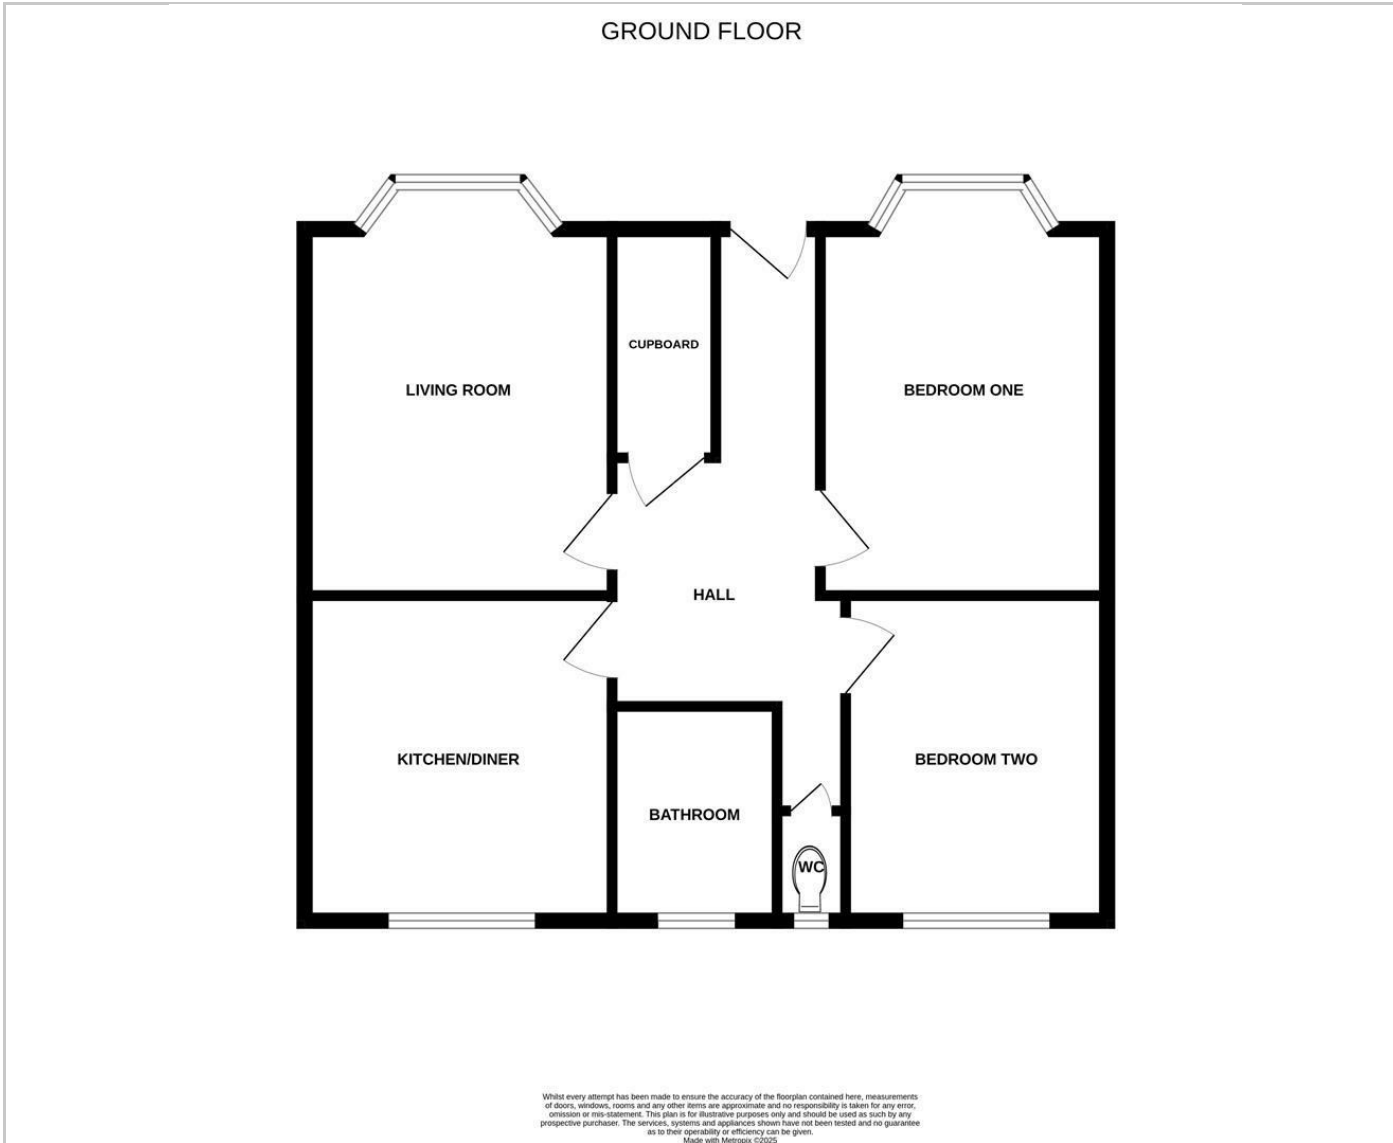 GROUND FLOOR
CUPBOARD
LIVING ROOM
BEDROOM ONE
HALL
KITCHEN/DINER
BEDROOM TWO
BATHROOM
WC
Whilst every attempt has been made to ensure the accuracy of the floorplan contained here, measurements
of doors, windows, rooms and any other items are approximate and no responsibility is taken for any error,
omission or mis-statement. This plan is for illustrative purposes only and should be used as such by any
prospective purchaser. The services, systems and appliances shown have not been tested and no guarantee
as to their operability or efficiency can be given.
Made with Metropix ©2025